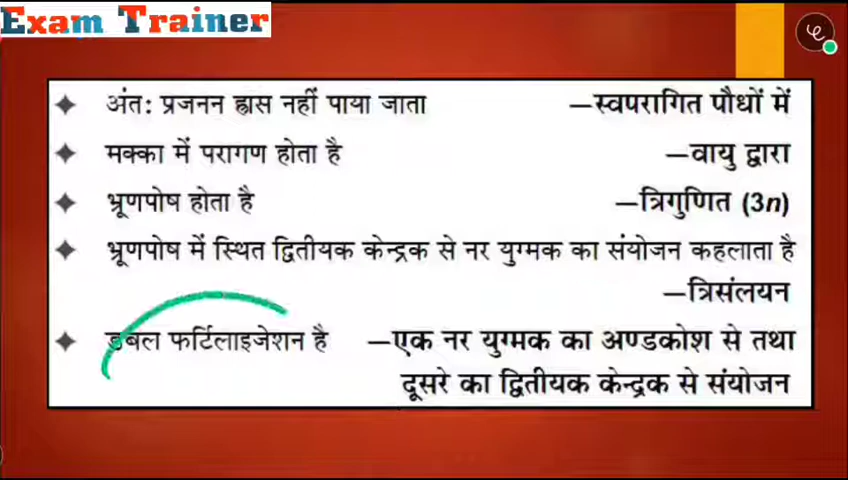 Exam Trainer
✦ अंतः प्रजनन ह्रास नहीं पाया जाता —स्वपरागित पौधों में
✦ मक्का में परागण होता है —वायु द्वारा
✦ भ्रूणपोष होता है —त्रिगुणित (3n)
✦ भ्रूणपोष में स्थित द्वितीयक केन्द्रक से नर युग्मक का संयोजन कहलाता है
—त्रिसंलयन
✦ डबल फर्टिलाइजेशन है —एक नर युग्मक का अण्डकोश से तथा
दूसरे का द्वितीयक केन्द्रक से संयोजन